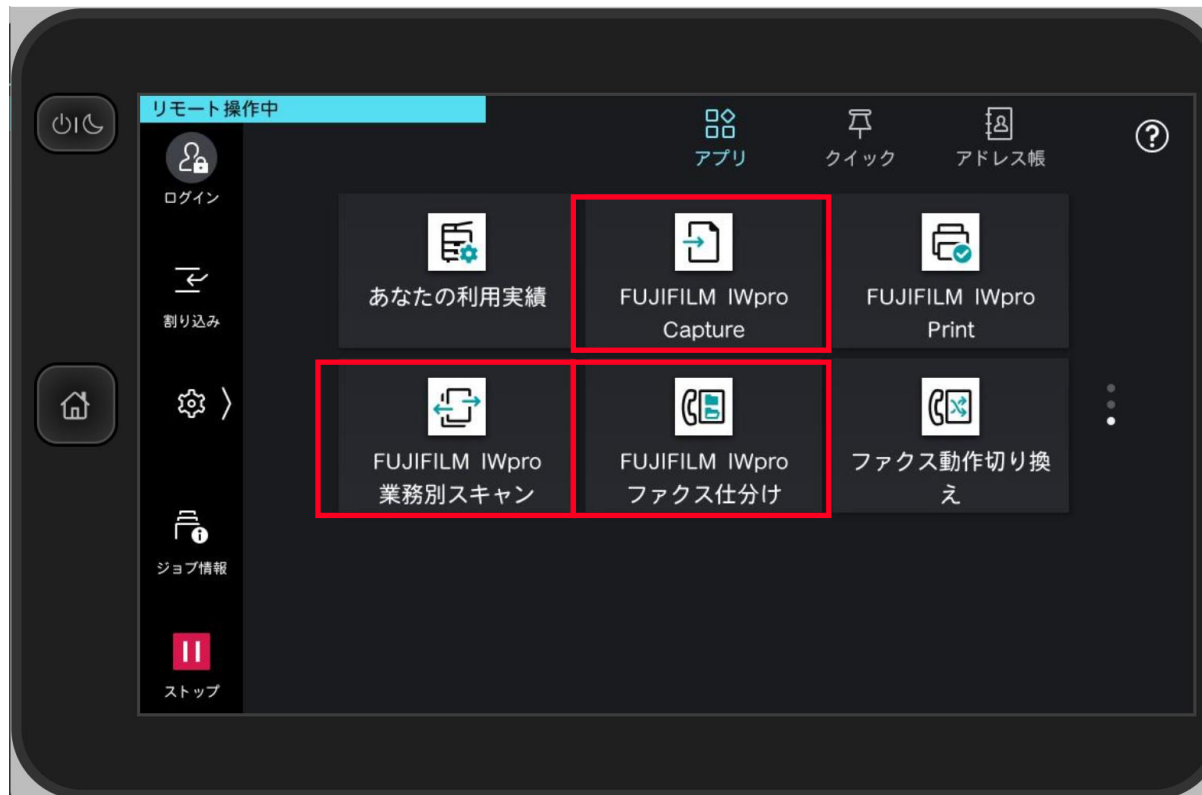 リモート操作中
アプリ
クイック
アドレス帳
?
ログイン
割り込み
ジョブ情報
ストップ
あなたの利用実績
FUJIFILM IWpro
Capture
FUJIFILM IWpro
Print
FUJIFILM IWpro
業務別スキャン
FUJIFILM IWpro
ファクス仕分け
ファクス動作切り換
え